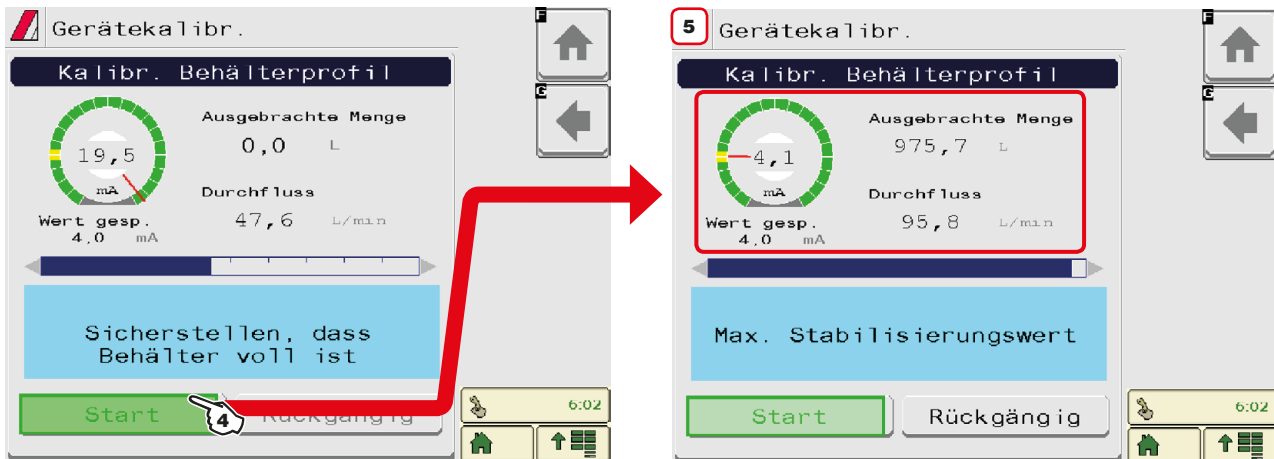 Gerätekalibr.
F
Kalibr. Behälterprofil
G
Ausgebrachte Menge
19,5
0,0 L
mA
Durchfluss
Wert gesp.
47,6 L/min
4,0 mA
Sicherstellen, dass
Behälter voll ist
Start
4
Rückgängig
6:02
5
Gerätekalibr.
F
Kalibr. Behälterprofil
G
Ausgebrachte Menge
4,1
975,7 L
mA
Durchfluss
Wert gesp.
95,8 L/min
4,0 mA
Max. Stabilisierungswert
Start
Rückgängig
6:02